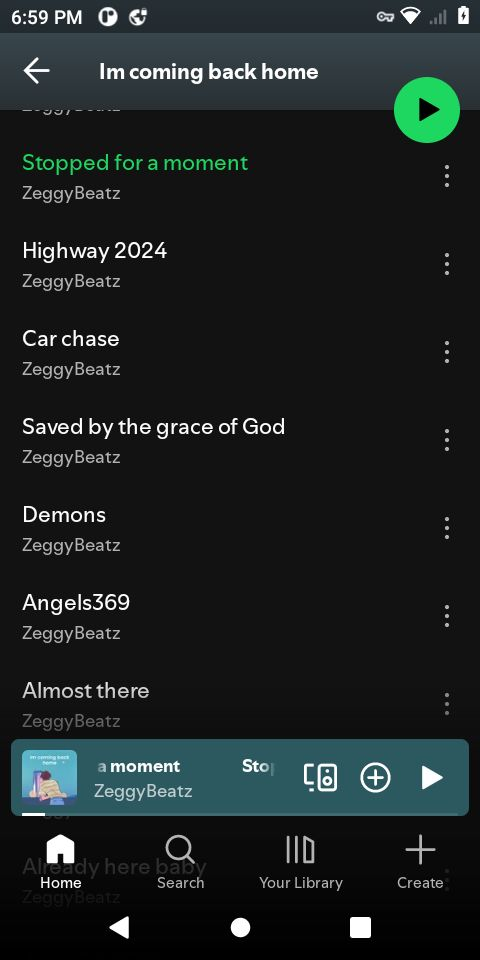 6:59 PM
Im coming back home
ZeggyBeatz
Stopped for a moment
ZeggyBeatz
Highway 2024
ZeggyBeatz
Car chase
ZeggyBeatz
Saved by the grace of God
ZeggyBeatz
Demons
ZeggyBeatz
Angels369
ZeggyBeatz
Almost there
ZeggyBeatz
im coming back home
a moment Sto
ZeggyBeatz
Already here baby
ZeggyBeatz
Home Search Your Library Create